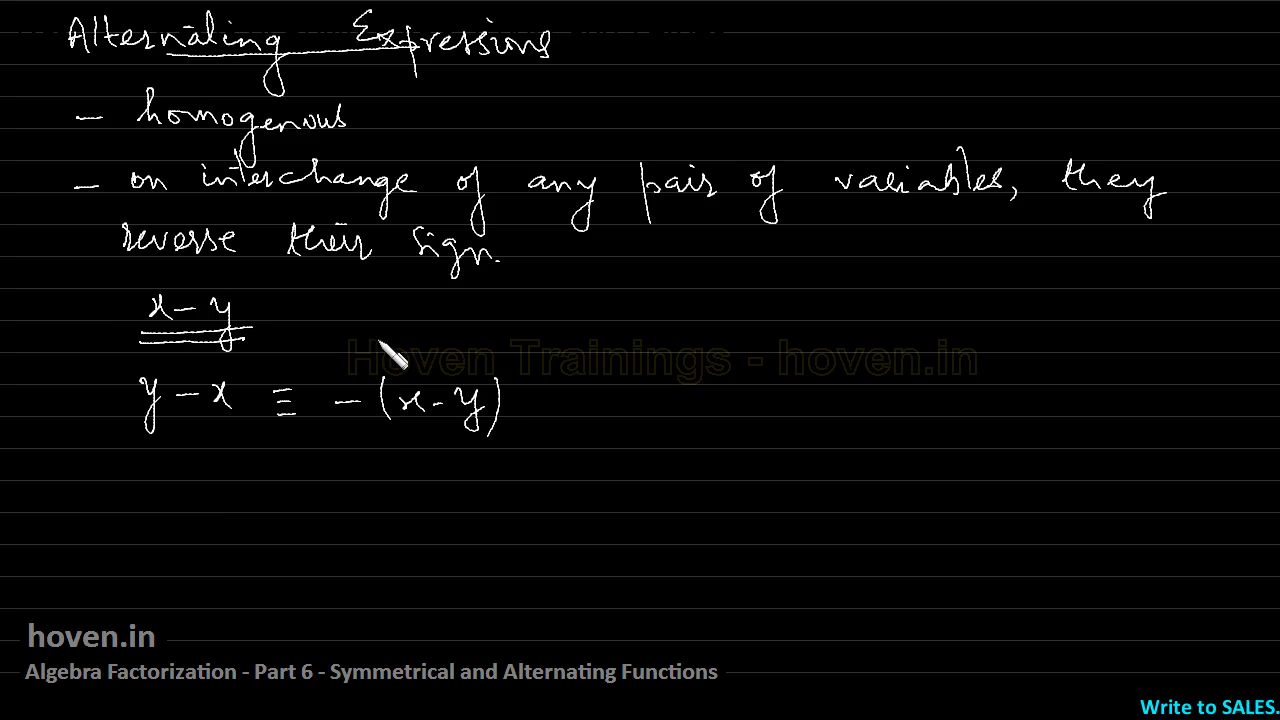 Alternating Expressions
- homogenous
- on interchange of any pair of variables, they
reverse their sign.
x - y
Hoven Trainings - hoven.in
y - x ≡ - (x - y)
hoven.in
Algebra Factorization - Part 6 - Symmetrical and Alternating Functions
Write to SALES.